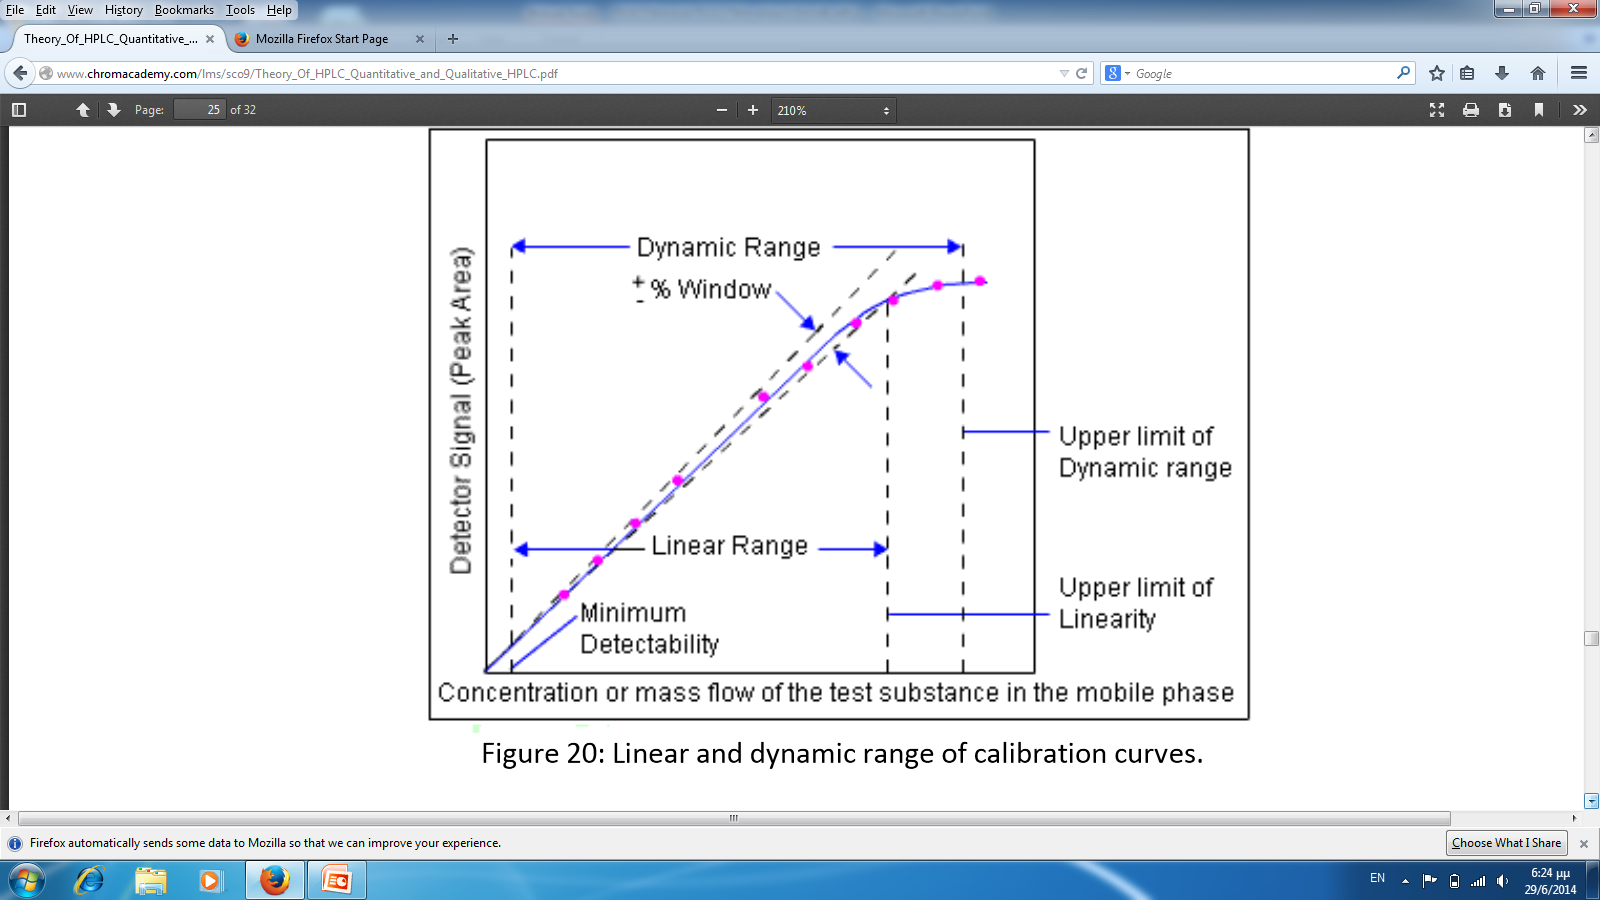 File Edit View History Bookmarks Tools Help
Theory_Of_HPLC_Quantitative_... × Mozilla Firefox Start Page × +
www.chromacademy.com/lms/sco9/Theory_Of_HPLC_Quantitative_and_Qualitative_HPLC.pdf
Google
Page: 25 of 32
210%
Dynamic Range
+
- % Window
Detector Signal (Peak Area)
Upper limit of
Dynamic range
Linear Range
Upper limit of
Linearity
Minimum
Detectability
Concentration or mass flow of the test substance in the mobile phase
Figure 20: Linear and dynamic range of calibration curves.
Firefox automatically sends some data to Mozilla so that we can improve your experience.
Choose What I Share
EN
6:24 μμ
29/6/2014